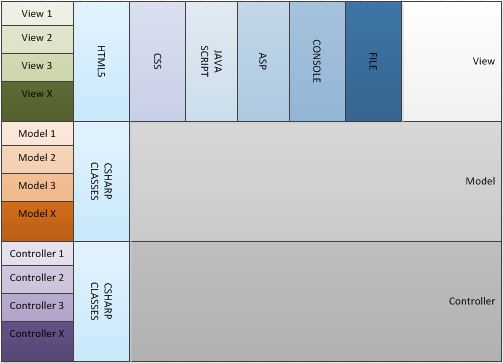 View 1
View 2
View 3
View X
HTML5
CSS
JAVA
SCRIPT
ASP
CONSOLE
FILE
View
Model 1
Model 2
Model 3
Model X
CSHARP
CLASSES
Model
Controller 1
Controller 2
Controller 3
Controller X
CSHARP
CLASSES
Controller